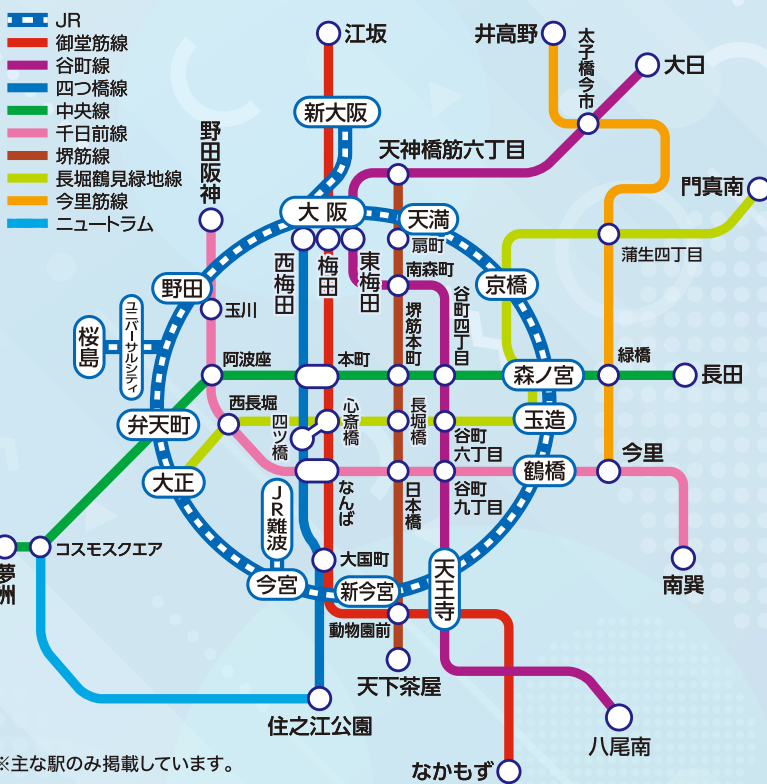 JR
御堂筋線
谷町線
四つ橋線
中央線
千日前線
堺筋線
長堀鶴見緑地線
今里筋線
ニュートラム
江坂
井高野
太子橋今市
大日
新大阪
野田阪神
天神橋筋六丁目
門真南
大阪
天満
扇町
蒲生四丁目
西梅田
梅田
東梅田
南森町
京橋
野田
玉川
ユニバーサルシティ
桜島
堺筋本町
谷町四丁目
阿波座
本町
森ノ宮
緑橋
長田
西長堀
四ツ橋
心斎橋
長堀橋
谷町
六丁目
玉造
弁天町
大正
なんば
日本橋
谷町
九丁目
鶴橋
今里
JR難波
コスモスクエア
夢洲
大国町
今宮
新今宮
天王寺
南巽
動物園前
天下茶屋
住之江公園
八尾南
なかもず
※主な駅のみ掲載しています。